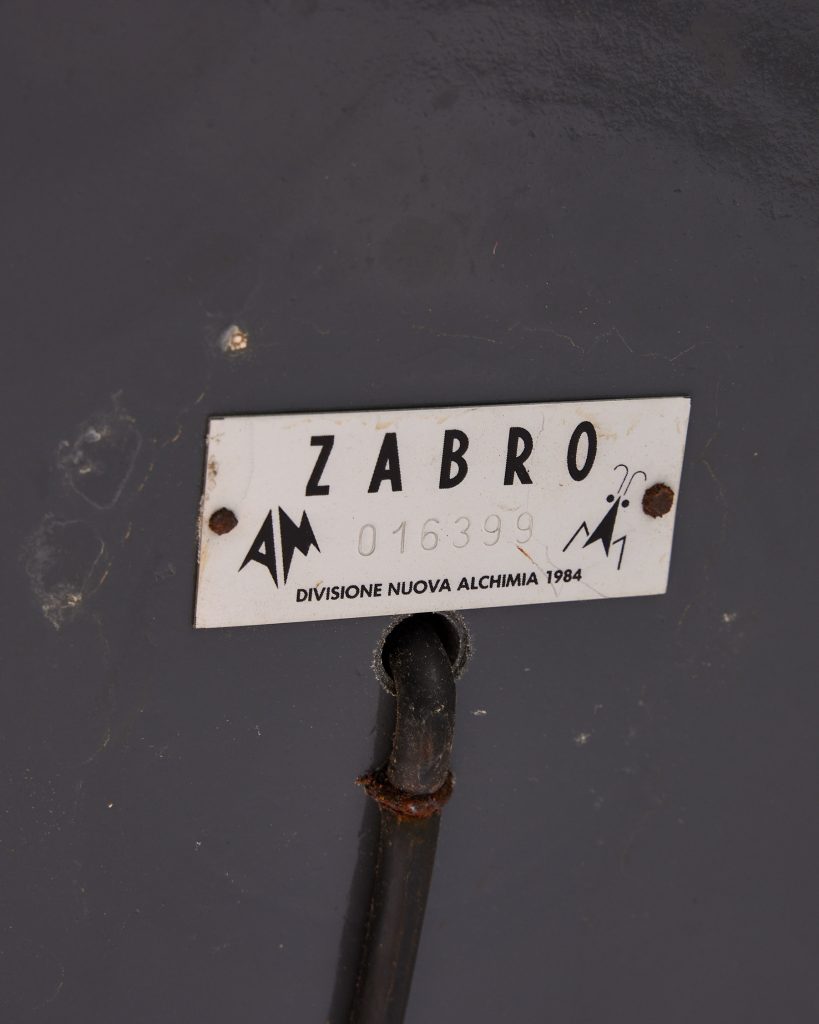 ZABRO
AM 016399
DIVISIONE NUOVA ALCHIMIA 1984